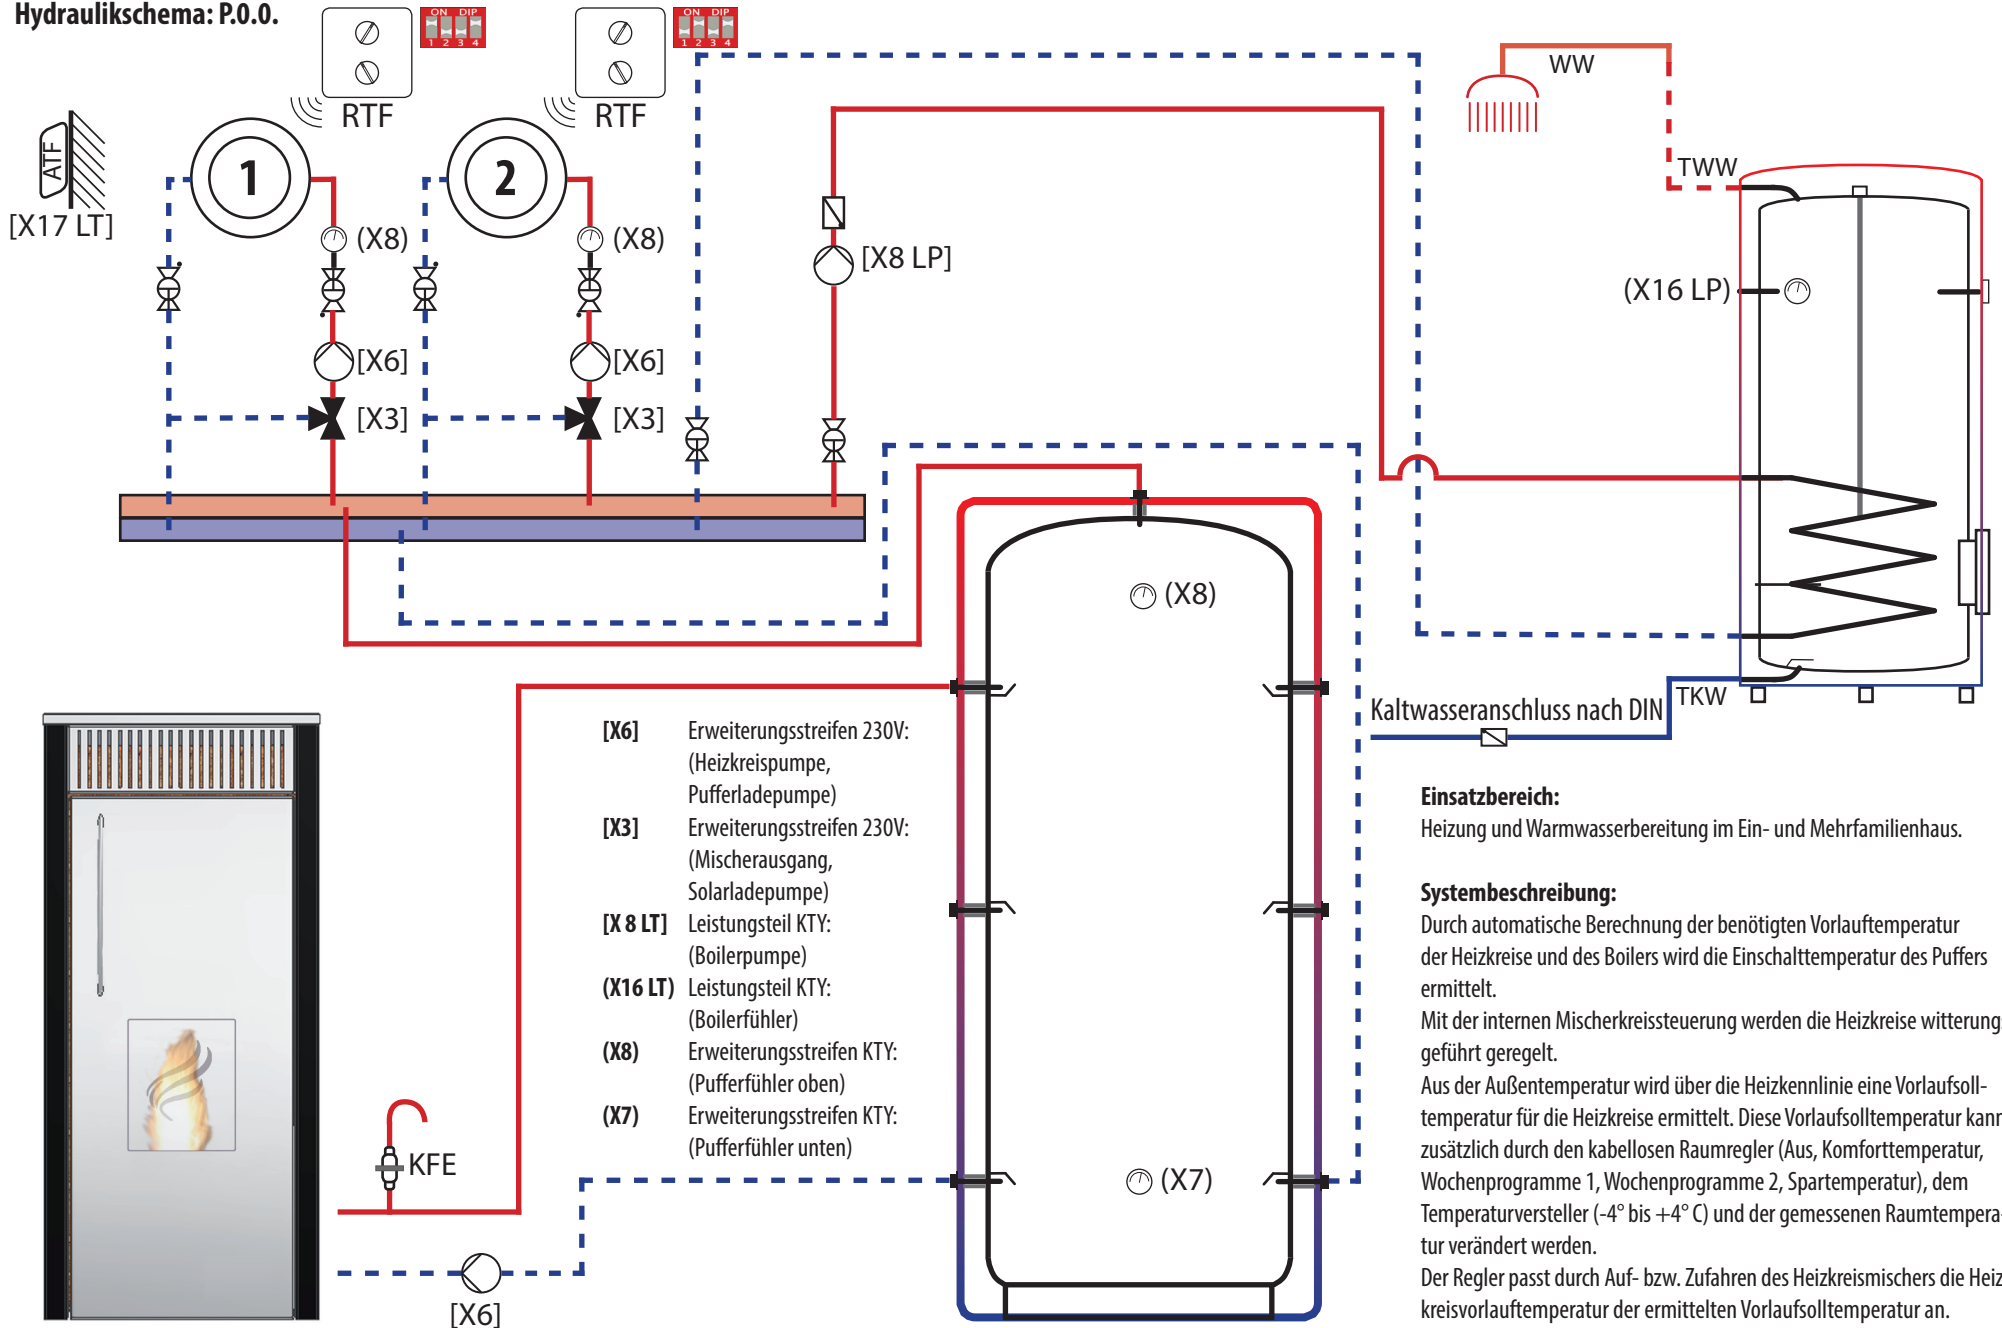 Hydraulikschema: P.0.0.
ON DIP
1 2 3 4
ON DIP
1 2 3 4
RTF
RTF
WW
ATF
[X17 LT]
1
2
TWW
(X8)
(X8)
[X8 LP]
(X16 LP)
[X6]
[X6]
[X3]
[X3]
(X8)
TKW
Kaltwasseranschluss nach DIN
[X6] Erweiterungsstreifen 230V:
(Heizkreispumpe,
Pufferladepumpe)
[X3] Erweiterungsstreifen 230V:
(Mischerausgang,
Solarladepumpe)
[X 8 LT] Leistungsteil KTY:
(Boilerpumpe)
(X16 LT) Leistungsteil KTY:
(Boilerfühler)
(X8) Erweiterungsstreifen KTY:
(Pufferfühler oben)
(X7) Erweiterungsstreifen KTY:
(Pufferfühler unten)
KFE
(X7)
[X6]
Einsatzbereich:
Heizung und Warmwasserbereitung im Ein- und Mehrfamilienhaus.
Systembeschreibung:
Durch automatische Berechnung der benötigten Vorlauftemperatur
der Heizkreise und des Boilers wird die Einschalttemperatur des Puffers
ermittelt.
Mit der internen Mischerkreissteuerung werden die Heizkreise witterung
geführt geregelt.
Aus der Außentemperatur wird über die Heizkennlinie eine Vorlaufsoll-
temperatur für die Heizkreise ermittelt. Diese Vorlaufsolltemperatur kann
zusätzlich durch den kabellosen Raumregler (Aus, Komforttemperatur,
Wochenprogramme 1, Wochenprogramme 2, Spartemperatur), dem
Temperaturversteller (-4° bis +4° C) und der gemessenen Raumtempera-
tur verändert werden.
Der Regler passt durch Auf- bzw. Zufahren des Heizkreismischers die Heiz
kreisvorlauftemperatur der ermittelten Vorlaufsolltemperatur an.